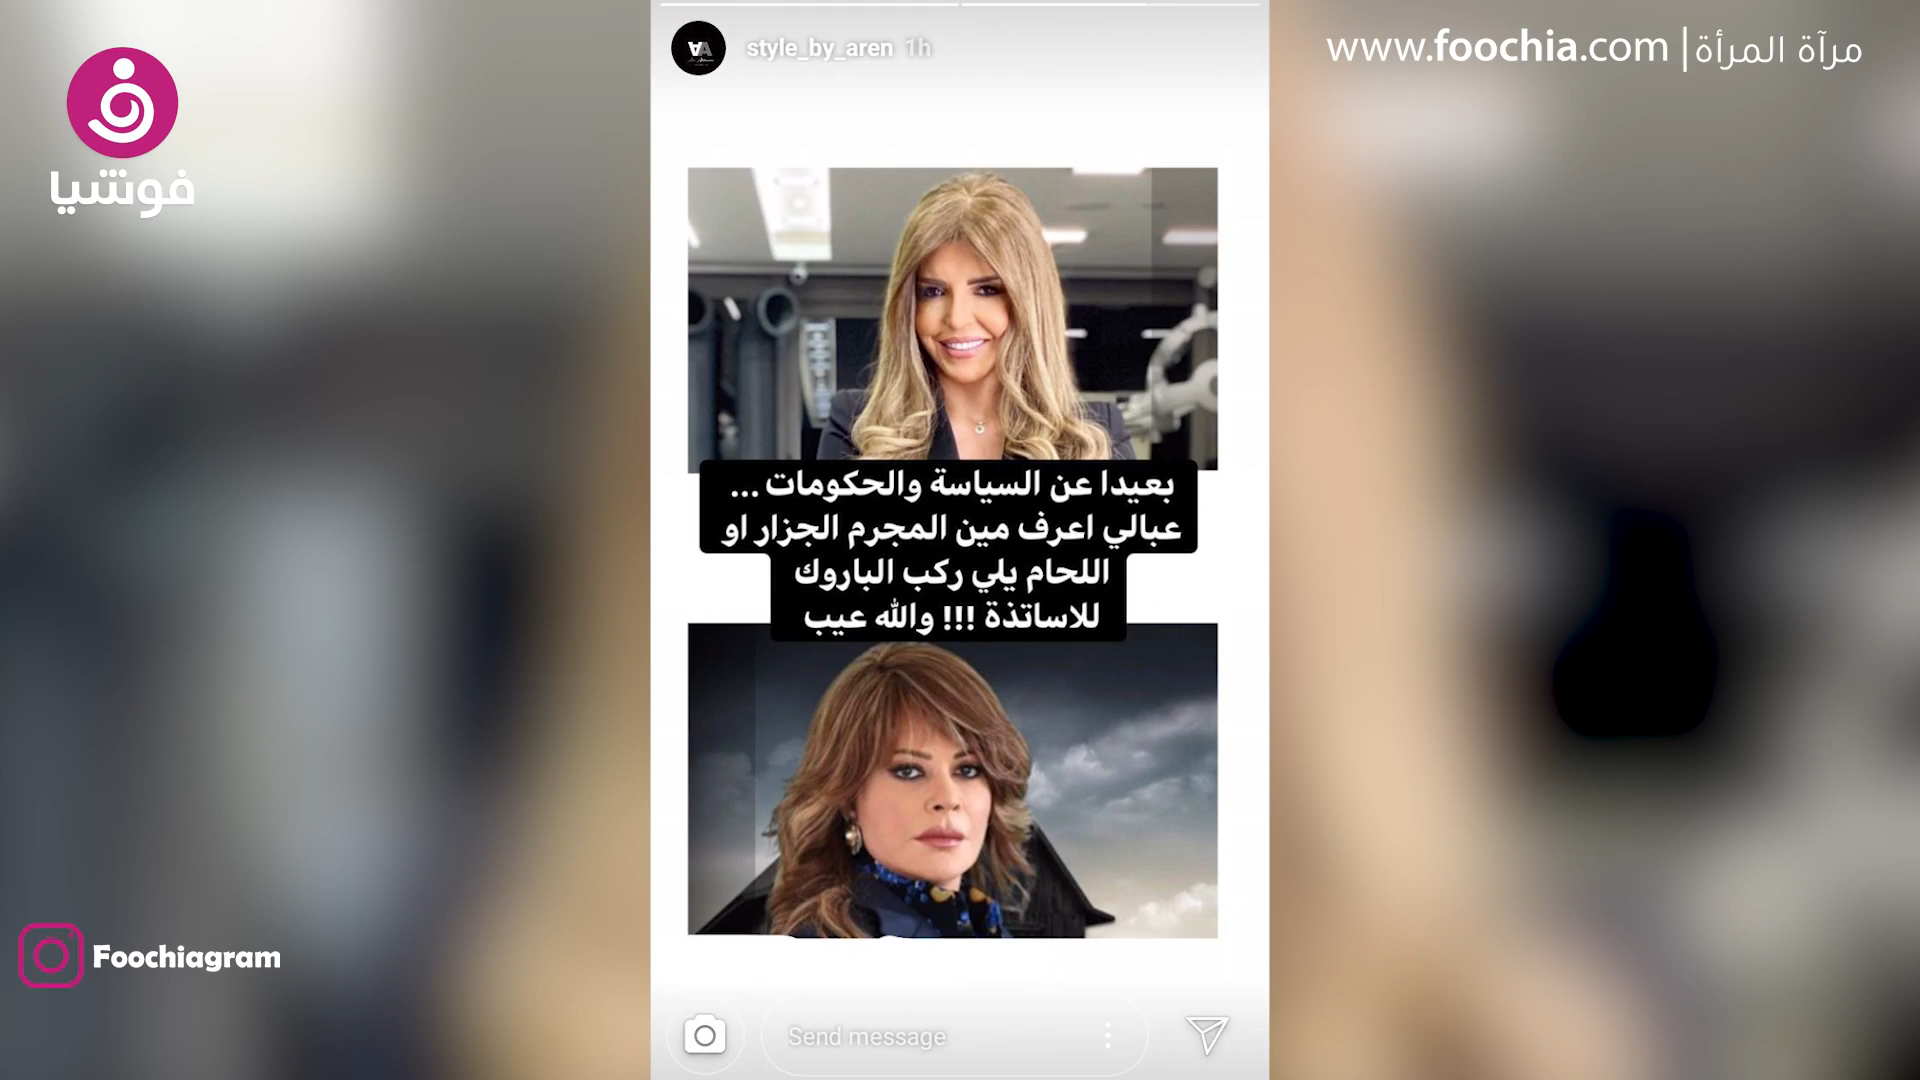 style_by_aren 1h
www.foochia.com | مرآة المرأة
فوشيا
بعيدا عن السياسة والحكومات ...
عبالي اعرف مين المجرم الجزار او
اللحام يلي ركب الباروك
للاساتذة !!! والله عيب
Foochiagram
Send message